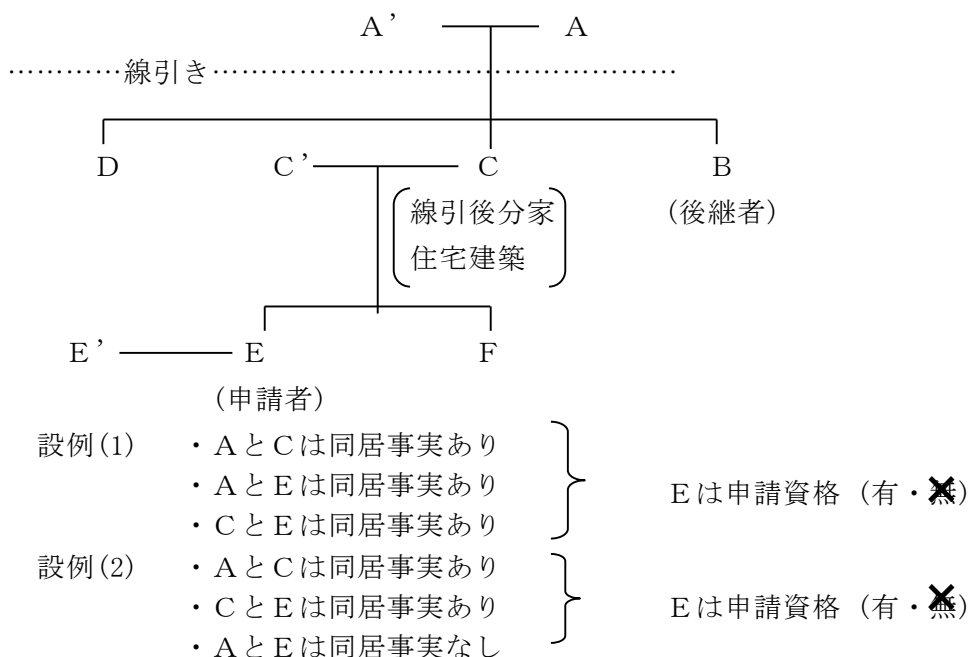 A’ A
…………線引き………………………………………
D C’ C B
線引後分家 (後継者)
住宅建築
E’ E F
(申請者)
設例(1) ・AとCは同居事実あり
・AとEは同居事実あり Eは申請資格（有・無）
・CとEは同居事実あり
設例(2) ・AとCは同居事実あり
・CとEは同居事実あり Eは申請資格（有・無）
・AとEは同居事実なし